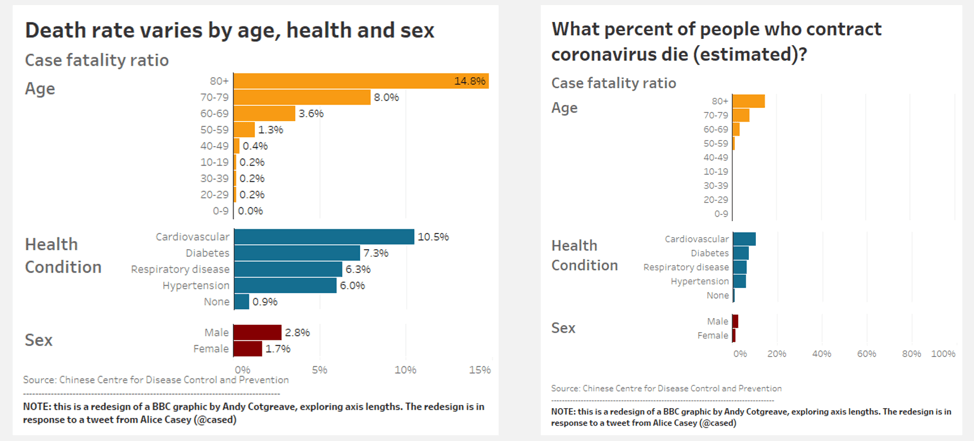 Death rate varies by age, health and sex
Case fatality ratio
Age
80+ 14.8%
70-79 8.0%
60-69 3.6%
50-59 1.3%
40-49 0.4%
10-19 0.2%
30-39 0.2%
20-29 0.2%
0-9 0.0%
Health
Condition
Cardiovascular 10.5%
Diabetes 7.3%
Respiratory disease 6.3%
Hypertension 6.0%
None 0.9%
Sex
Male 2.8%
Female 1.7%
0% 5% 10% 15%
Source: Chinese Centre for Disease Control and Prevention
NOTE: this is a redesign of a BBC graphic by Andy Cotgreave, exploring axis lengths. The redesign is in
response to a tweet from Alice Casey (@cased)
What percent of people who contract
coronavirus die (estimated)?
Case fatality ratio
Age
80+
70-79
60-69
50-59
40-49
10-19
30-39
20-29
0-9
Health
Condition
Cardiovascular
Diabetes
Respiratory disease
Hypertension
None
Sex
Male
Female
0% 20% 40% 60% 80% 100%
Source: Chinese Centre for Disease Control and Prevention
NOTE: this is a redesign of a BBC graphic by Andy Cotgreave, exploring axis lengths. The redesign is in
response to a tweet from Alice Casey (@cased)